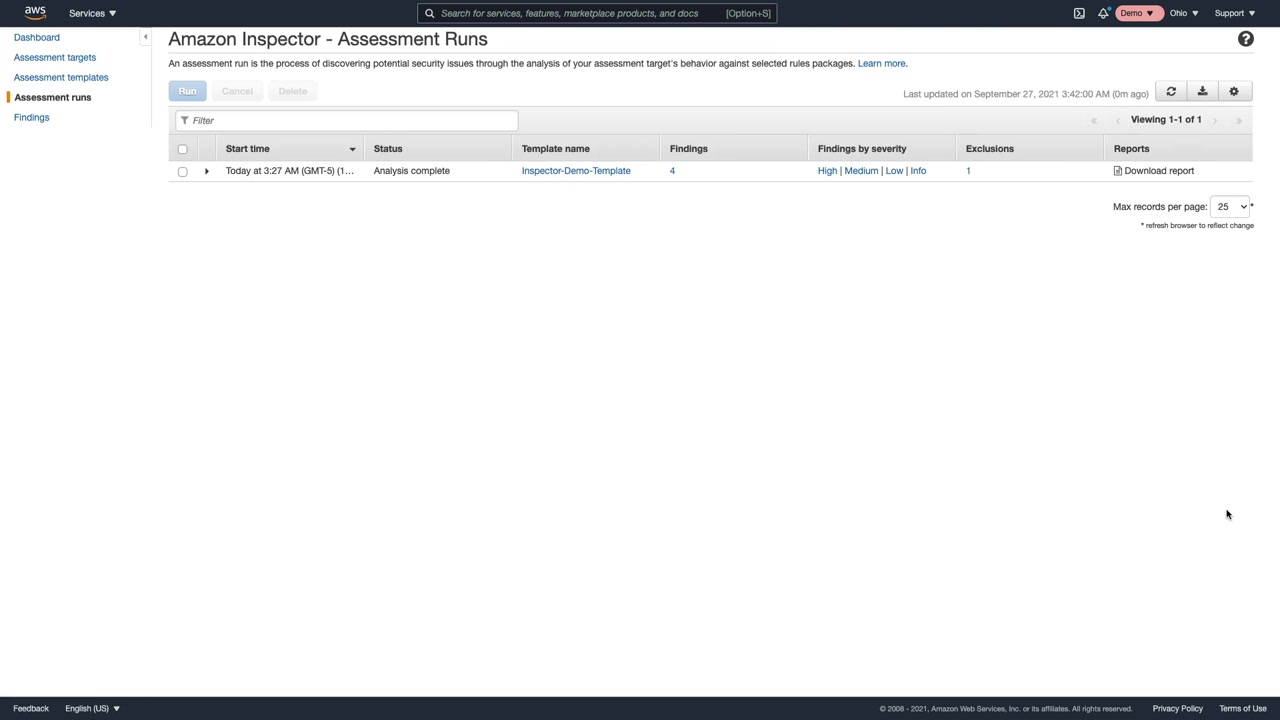 aws Services Search for services, features, marketplace products, and docs [Option+S] Demo Ohio Support
Dashboard
Assessment targets
Assessment templates
Assessment runs
Findings
Amazon Inspector - Assessment Runs ?
An assessment run is the process of discovering potential security issues through the analysis of your assessment target's behavior against selected rules packages. Learn more.
Run Cancel Delete Last updated on September 27, 2021 3:42:00 AM (0m ago)
Filter « ‹ Viewing 1-1 of 1 › »
Start time Status Template name Findings Findings by severity Exclusions Reports
Today at 3:27 AM (GMT-5) (1... Analysis complete Inspector-Demo-Template 4 High | Medium | Low | Info 1 Download report
Max records per page: 25 *
* refresh browser to reflect change
Feedback English (US) © 2008 - 2021, Amazon Web Services, Inc. or its affiliates. All rights reserved. Privacy Policy Terms of Use